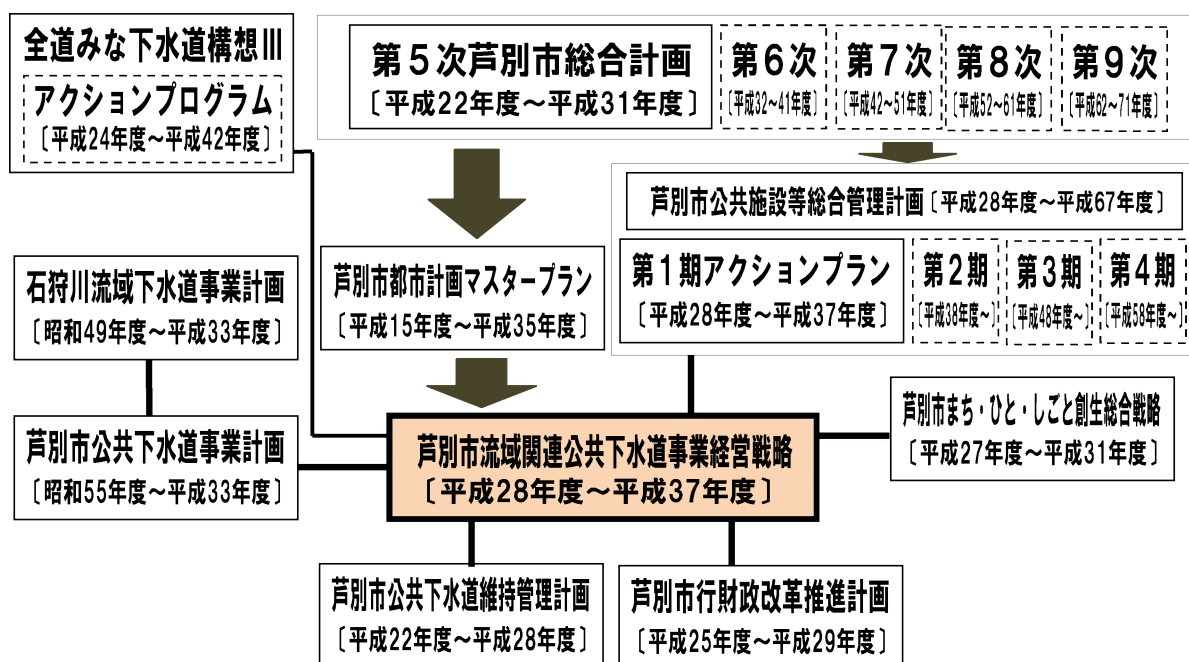 全道みな下水道構想Ⅲ
アクションプログラム
〔平成24年度～平成42年度〕
第５次芦別市総合計画
〔平成22年度～平成31年度〕
第６次
〔平成32～41年度〕
第７次
〔平成42～51年度〕
第８次
〔平成52～61年度〕
第９次
〔平成62～71年度〕
芦別市公共施設等総合管理計画〔平成28年度～平成67年度〕
第１期アクションプラン
〔平成28年度～平成37年度〕
第２期
〔平成38年度～〕
第３期
〔平成48年度～〕
第４期
〔平成58年度～〕
石狩川流域下水道事業計画
〔昭和49年度～平成33年度〕
芦別市都市計画マスタープラン
〔平成15年度～平成35年度〕
芦別市公共下水道事業計画
〔昭和55年度～平成33年度〕
芦別市流域関連公共下水道事業経営戦略
〔平成28年度～平成37年度〕
芦別市まち・ひと・しごと創生総合戦略
〔平成27年度～平成31年度〕
芦別市公共下水道維持管理計画
〔平成22年度～平成28年度〕
芦別市行財政改革推進計画
〔平成25年度～平成29年度〕